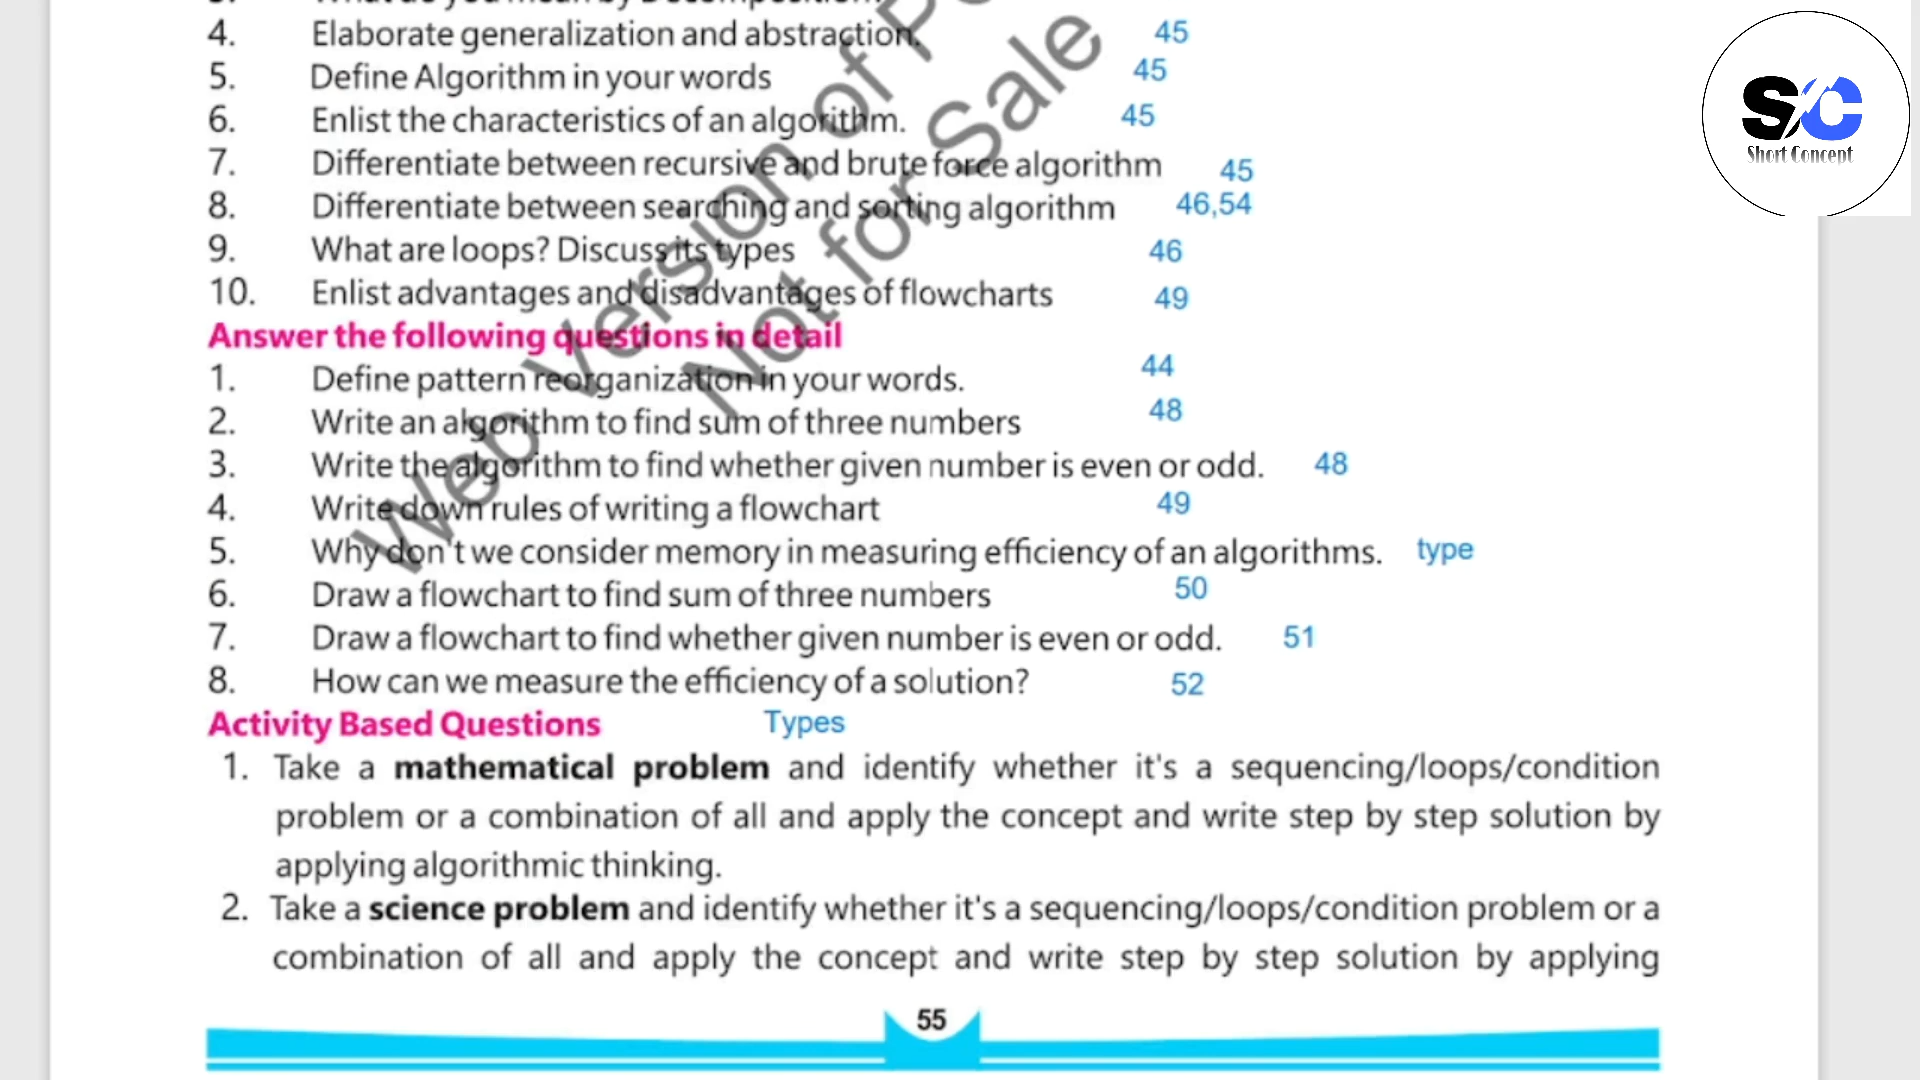 What do you mean by Decomposition?
4. Elaborate generalization and abstraction. 45
5. Define Algorithm in your words 45
6. Enlist the characteristics of an algorithm. 45
7. Differentiate between recursive and brute force algorithm 45
8. Differentiate between searching and sorting algorithm 46,54
9. What are loops? Discuss its types 46
10. Enlist advantages and disadvantages of flowcharts 49
Answer the following questions in detail
1. Define pattern reorganization in your words. 44
2. Write an algorithm to find sum of three numbers 48
3. Write the algorithm to find whether given number is even or odd. 48
4. Write down rules of writing a flowchart 49
5. Why don't we consider memory in measuring efficiency of an algorithms. type
6. Draw a flowchart to find sum of three numbers 50
7. Draw a flowchart to find whether given number is even or odd. 51
8. How can we measure the efficiency of a solution? 52
Activity Based Questions Types
1. Take a mathematical problem and identify whether it's a sequencing/loops/condition
problem or a combination of all and apply the concept and write step by step solution by
applying algorithmic thinking.
2. Take a science problem and identify whether it's a sequencing/loops/condition problem or a
combination of all and apply the concept and write step by step solution by applying
55
Web Version of
Not for Sale
S/C
Short Concept